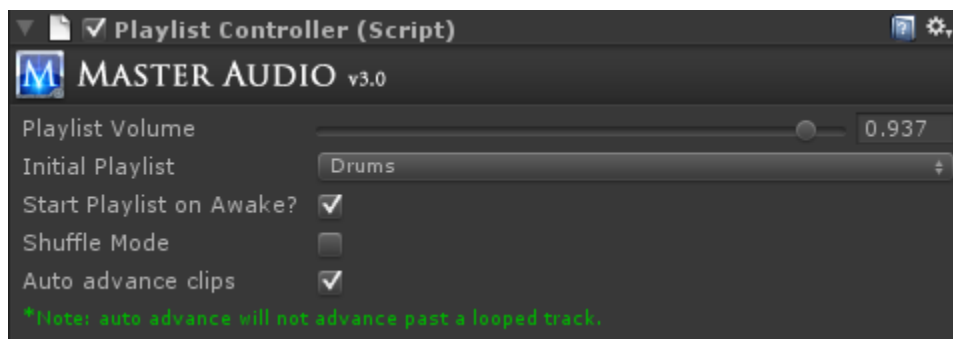 Playlist Controller (Script)
M MASTER AUDIO v3.0
Playlist Volume 0.937
Initial Playlist Drums
Start Playlist on Awake?
Shuffle Mode
Auto advance clips
*Note: auto advance will not advance past a looped track.